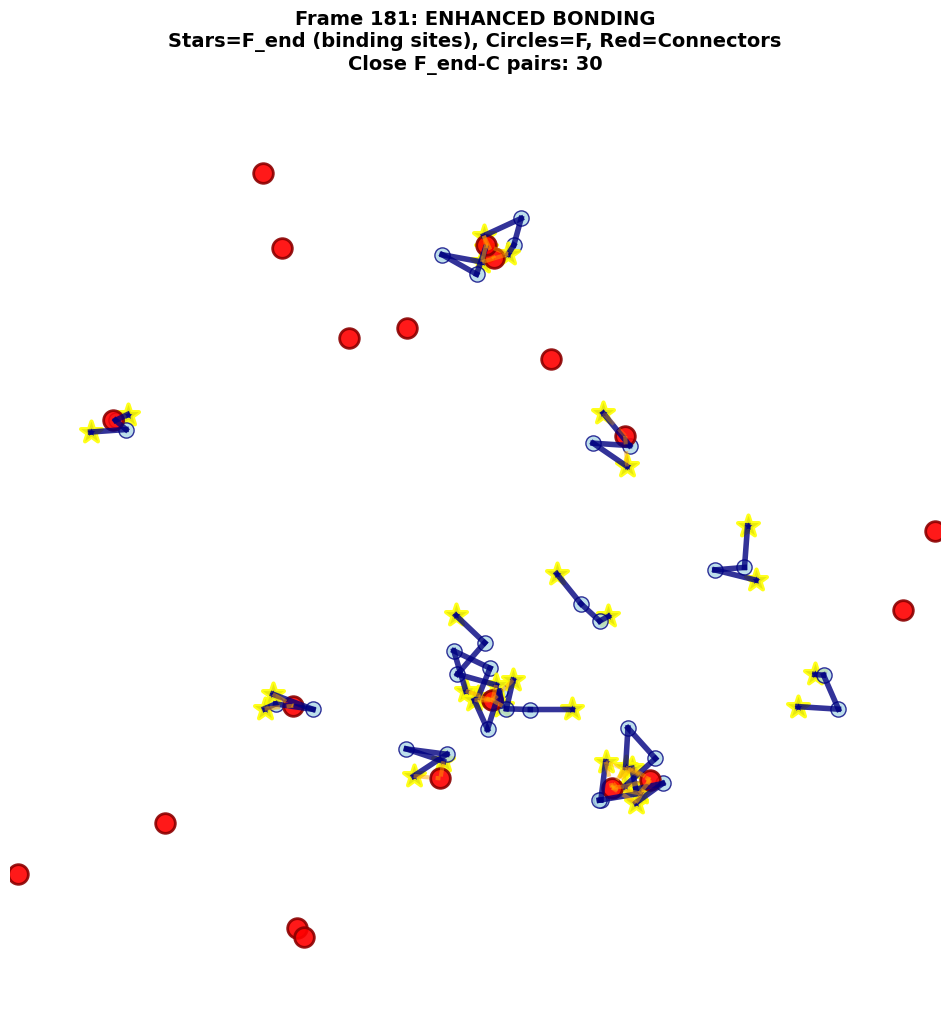 Frame 181: ENHANCED BONDING
Stars=F_end (binding sites), Circles=F, Red=Connectors
Close F_end-C pairs: 30